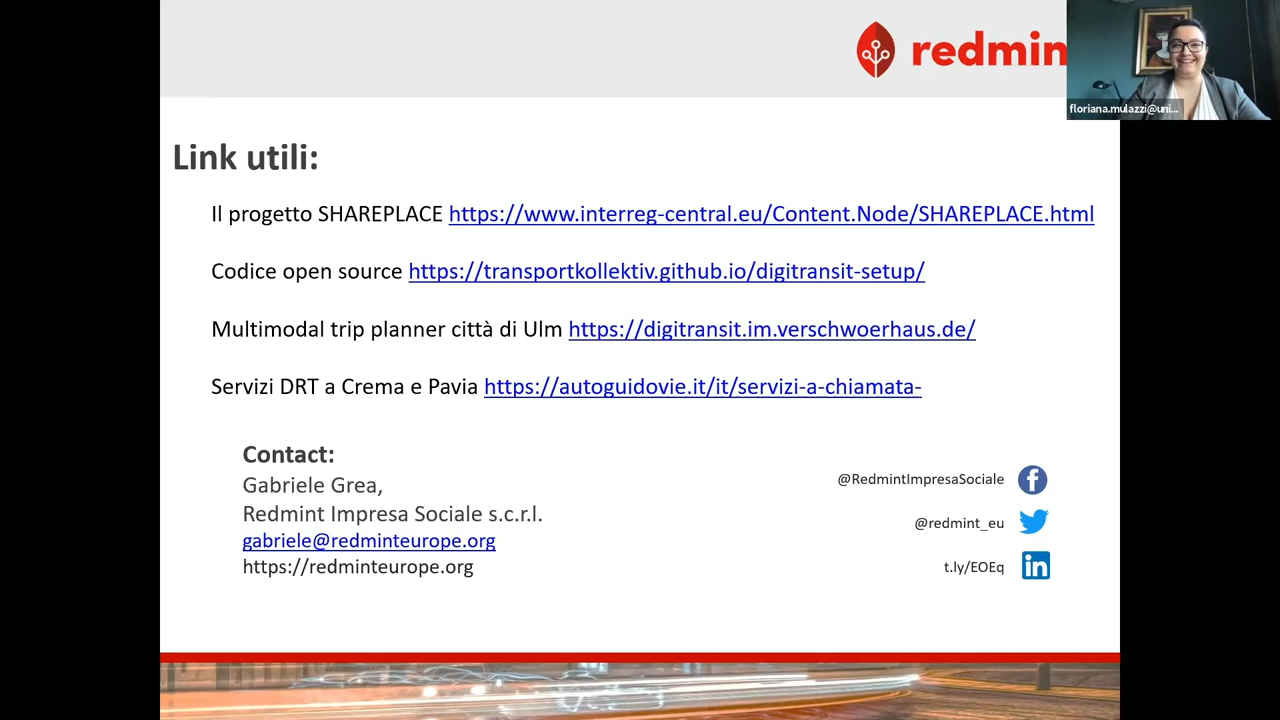 redmin
floriana.mulazzi@uni...
Link utili:
Il progetto SHAREPLACE https://www.interreg-central.eu/Content.Node/SHAREPLACE.html
Codice open source https://transportkollektiv.github.io/digitransit-setup/
Multimodal trip planner città di Ulm https://digitransit.im.verschwoerhaus.de/
Servizi DRT a Crema e Pavia https://autoguidovie.it/it/servizi-a-chiamata-
Contact:
Gabriele Grea,
Redmint Impresa Sociale s.c.r.l.
gabriele@redminteurope.org
https://redminteurope.org
@RedmintImpresaSociale
@redmint_eu
t.ly/EOEq